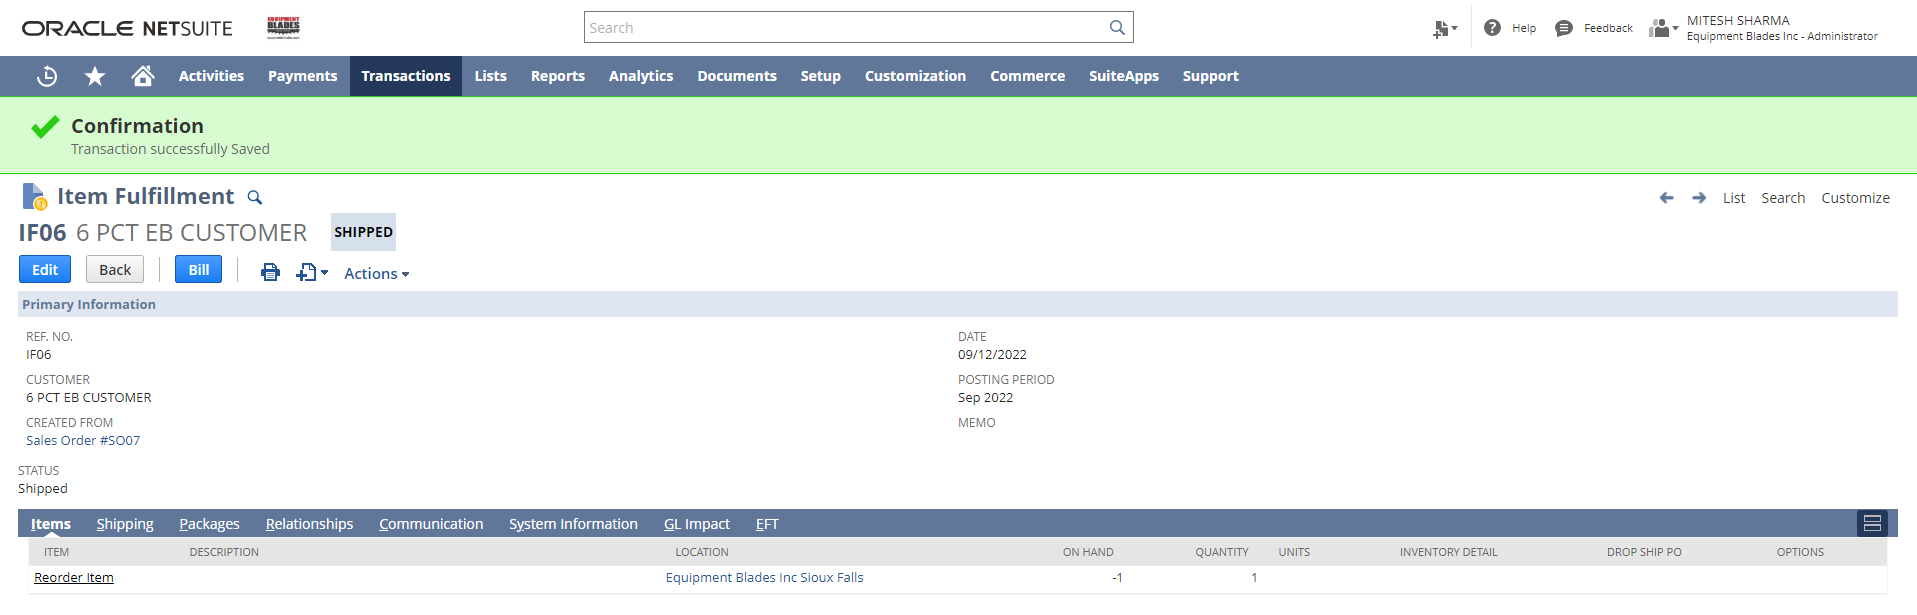 ORACLE NETSUITE
EQUIPMENT
BLADES
Search
Help
Feedback
MITESH SHARMA
Equipment Blades Inc - Administrator
Activities
Payments
Transactions
Lists
Reports
Analytics
Documents
Setup
Customization
Commerce
SuiteApps
Support
Confirmation
Transaction successfully Saved
Item Fulfillment
List
Search
Customize
IF06 6 PCT EB CUSTOMER
SHIPPED
Edit
Back
Bill
Actions
Primary Information
REF. NO.
IF06
CUSTOMER
6 PCT EB CUSTOMER
CREATED FROM
Sales Order #SO07
DATE
09/12/2022
POSTING PERIOD
Sep 2022
MEMO
STATUS
Shipped
Items
Shipping
Packages
Relationships
Communication
System Information
GL Impact
EFT
ITEM DESCRIPTION LOCATION ON HAND QUANTITY UNITS INVENTORY DETAIL DROP SHIP PO OPTIONS
Reorder Item Equipment Blades Inc Sioux Falls -1 1